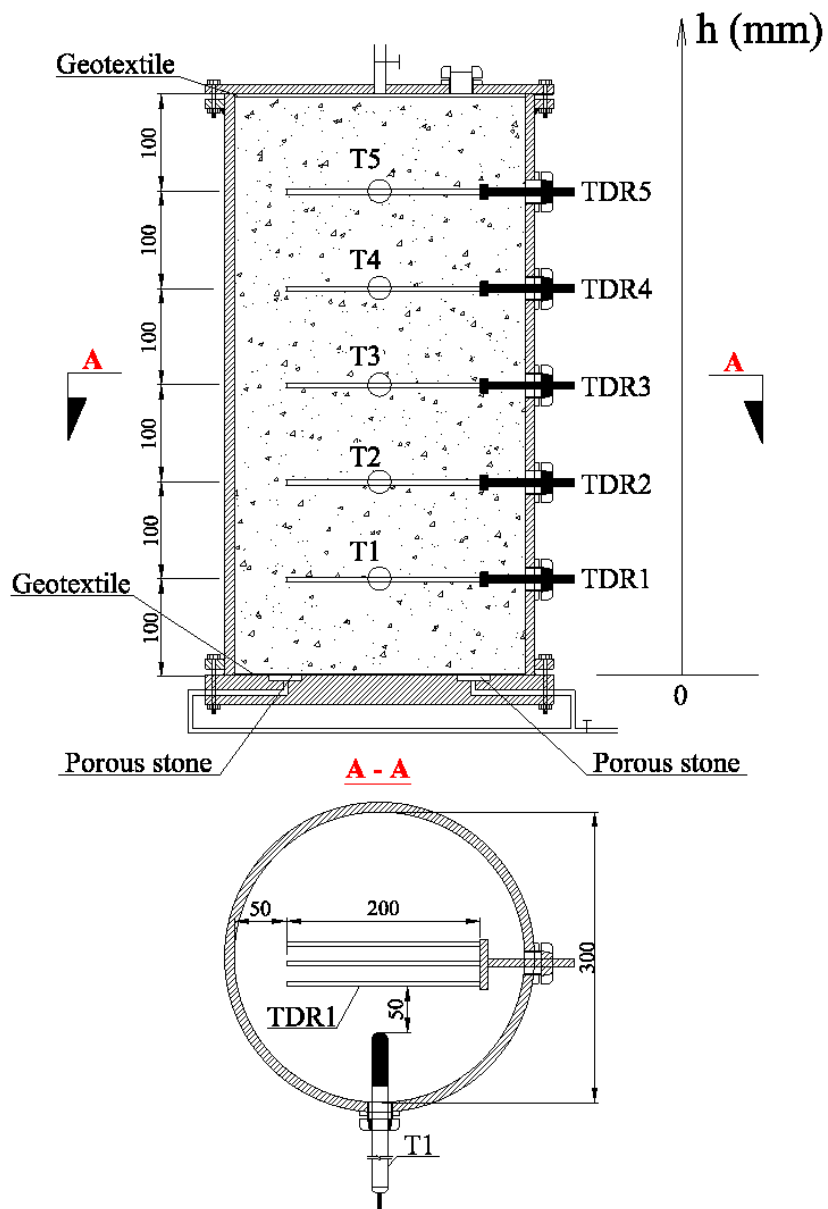 h (mm)
Geotextile
100
T5
TDR5
100
T4
TDR4
100
A
T3
A
TDR3
100
T2
TDR2
100
T1
TDR1
Geotextile
100
0
Porous stone
A - A
Porous stone
50
200
300
TDR1
50
T1